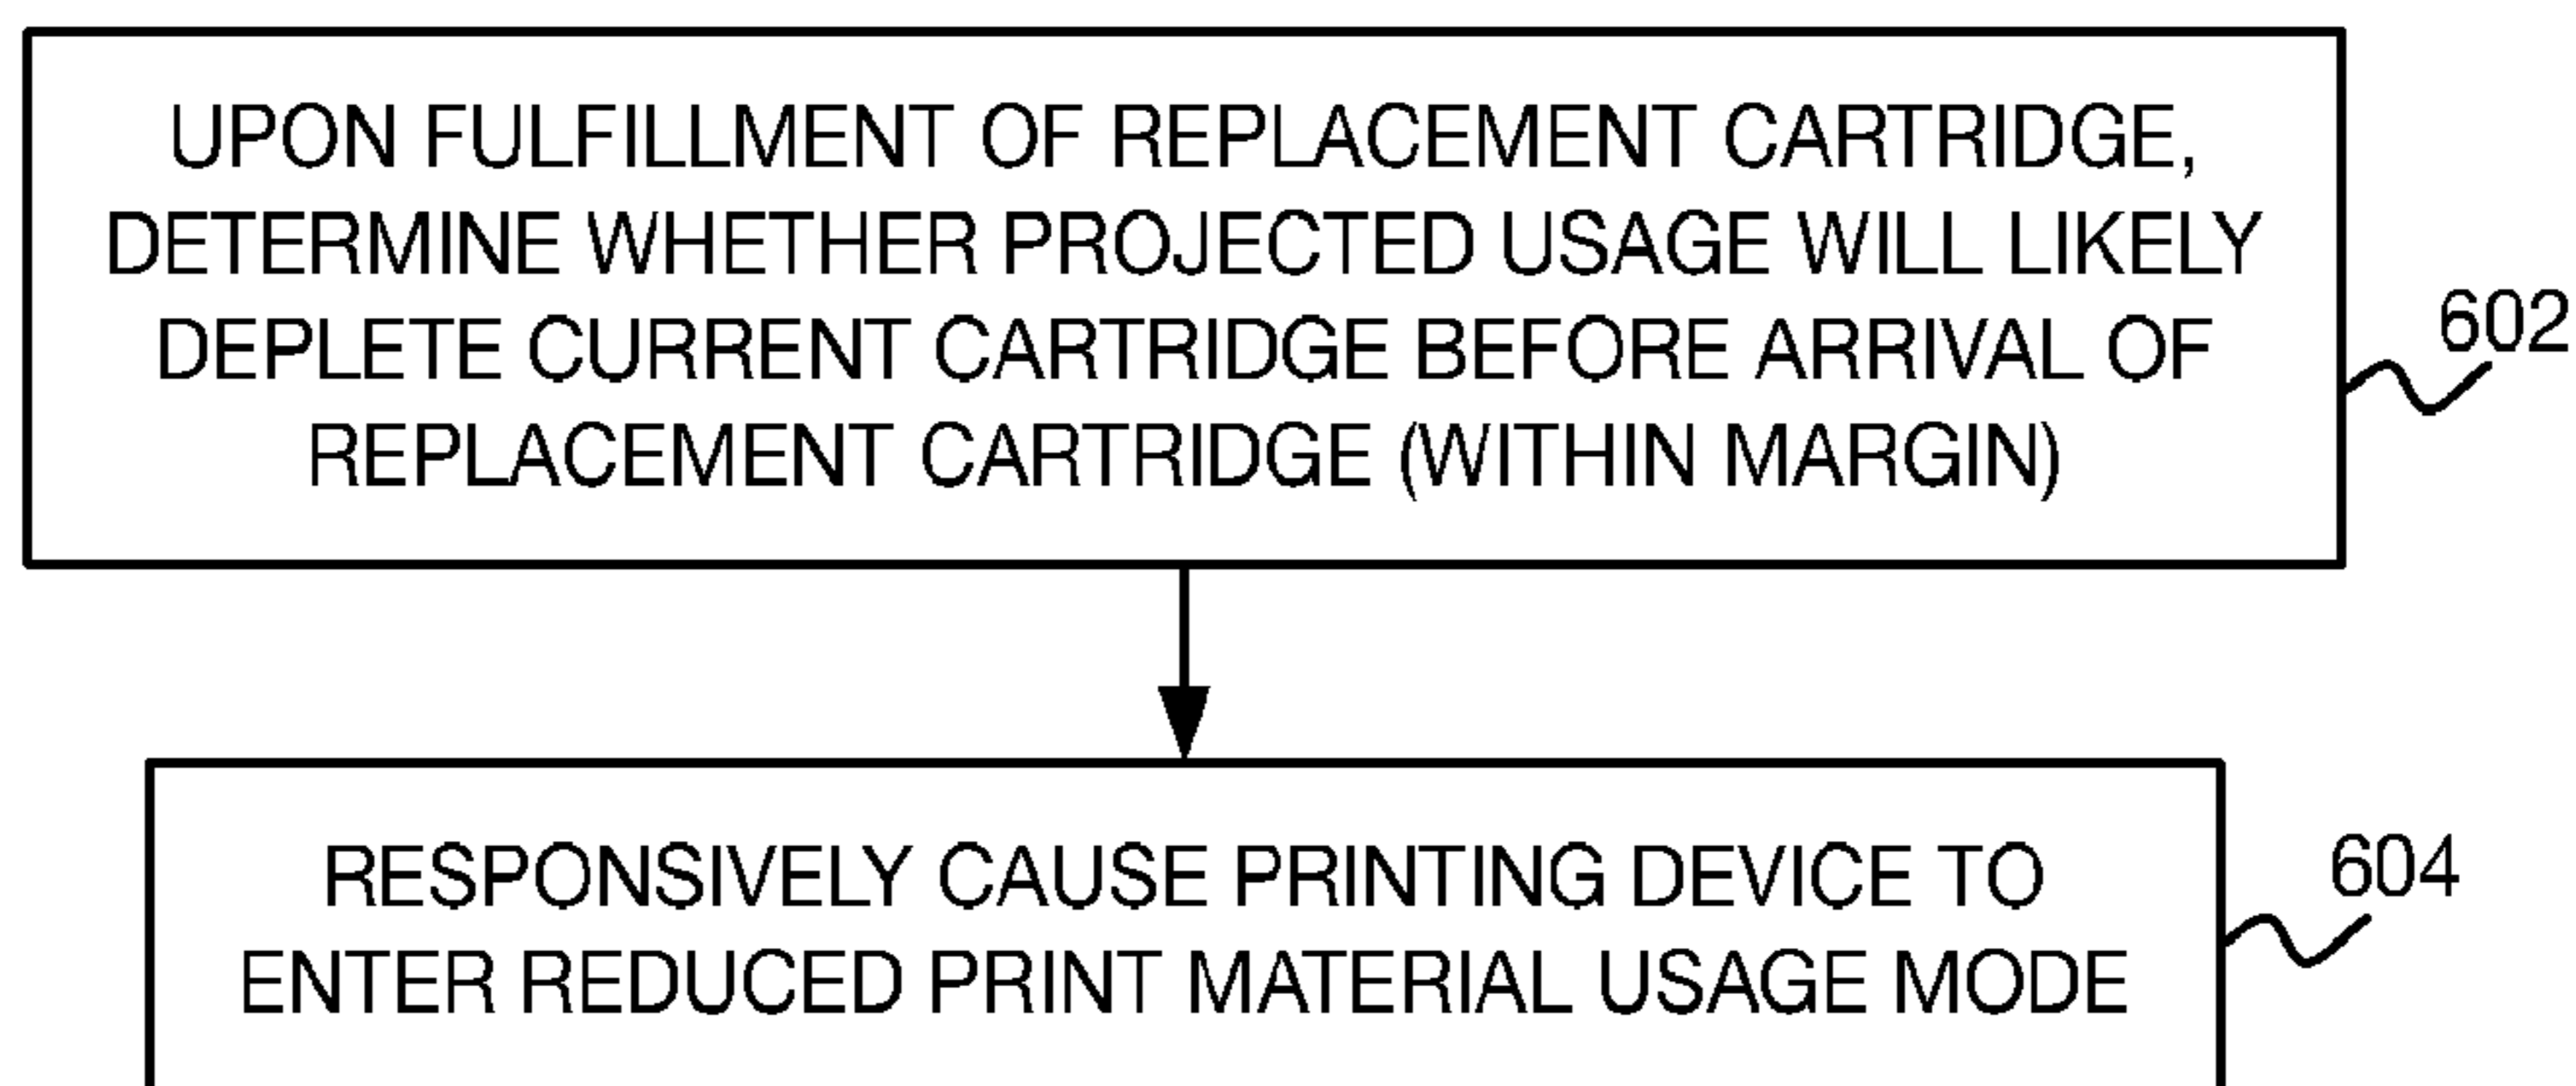 UPON FULFILLMENT OF REPLACEMENT CARTRIDGE,
DETERMINE WHETHER PROJECTED USAGE WILL LIKELY
DEPLETE CURRENT CARTRIDGE BEFORE ARRIVAL OF
REPLACEMENT CARTRIDGE (WITHIN MARGIN)
602
RESPONSIVELY CAUSE PRINTING DEVICE TO
ENTER REDUCED PRINT MATERIAL USAGE MODE
604